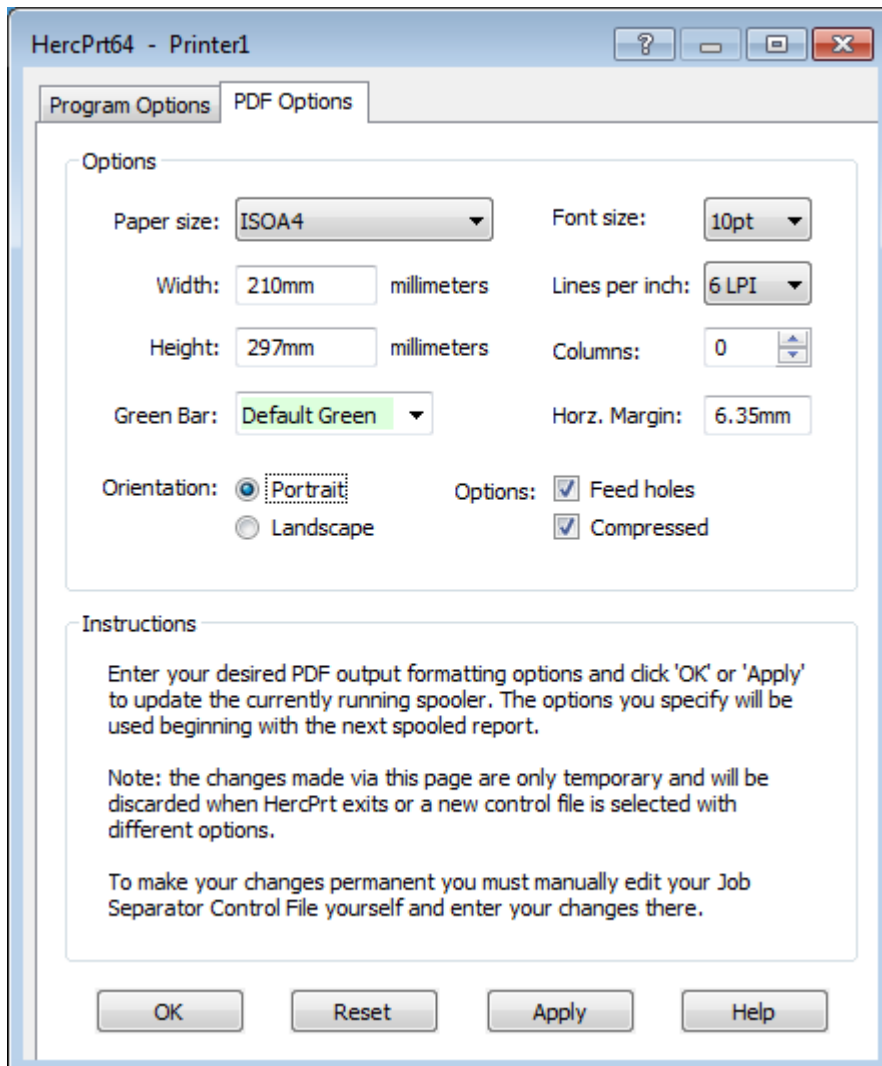 HercPrt64 - Printer1
Program Options PDF Options
Options
Paper size: ISOA4 Font size: 10pt
Width: 210mm millimeters Lines per inch: 6 LPI
Height: 297mm millimeters Columns: 0
Green Bar: Default Green Horz. Margin: 6.35mm
Orientation: Portrait Options: Feed holes
Landscape Compressed
Instructions
Enter your desired PDF output formatting options and click 'OK' or 'Apply'
to update the currently running spooler. The options you specify will be
used beginning with the next spooled report.
Note: the changes made via this page are only temporary and will be
discarded when HercPrt exits or a new control file is selected with
different options.
To make your changes permanent you must manually edit your Job
Separator Control File yourself and enter your changes there.
OK Reset Apply Help